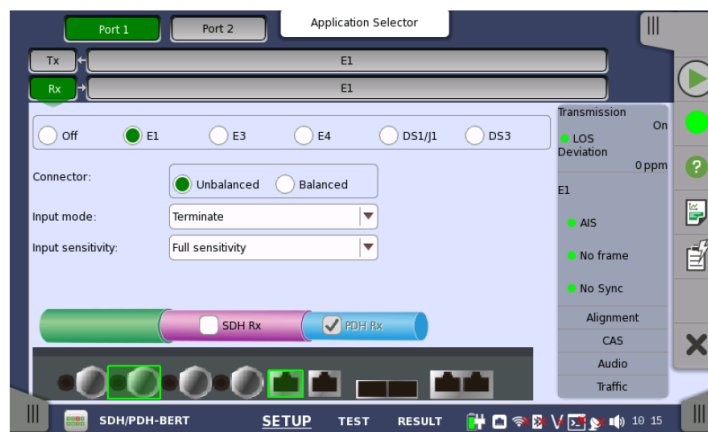 Port 1 Port 2 Application Selector
Tx E1
Rx E1
Off E1 E3 E4 DS1/J1 DS3
Connector: Unbalanced Balanced
Input mode: Terminate
Input sensitivity: Full sensitivity
SDH Rx PDH Rx
Transmission
On
LOS
Deviation
0 ppm
E1
AIS
No frame
No Sync
Alignment
CAS
Audio
Traffic
?
SDH/PDH-BERT SETUP TEST RESULT 10 15